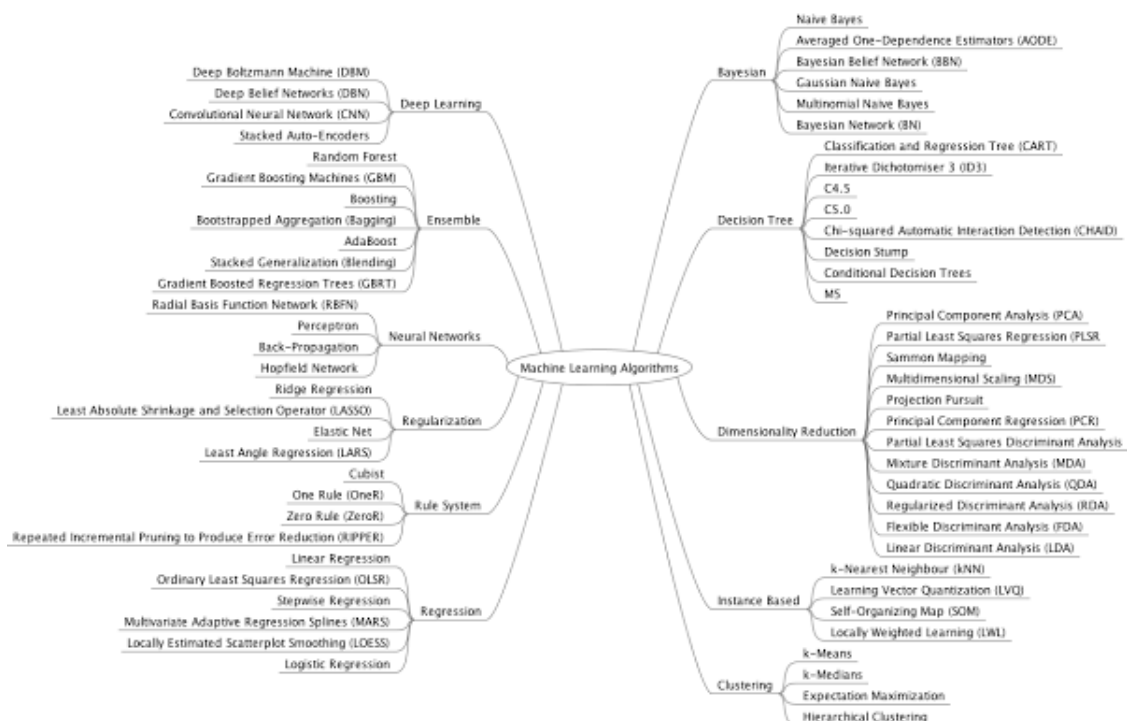 Deep Boltzmann Machine (DBM)
Deep Belief Networks (DBN)
Convolutional Neural Network (CNN)
Stacked Auto-Encoders
Deep Learning
Random Forest
Gradient Boosting Machines (GBM)
Boosting
Bootstrapped Aggregation (Bagging)
AdaBoost
Stacked Generalization (Blending)
Gradient Boosted Regression Trees (GBRT)
Ensemble
Radial Basis Function Network (RBFN)
Perceptron
Back-Propagation
Hopfield Network
Neural Networks
Ridge Regression
Least Absolute Shrinkage and Selection Operator (LASSO)
Elastic Net
Least Angle Regression (LARS)
Regularization
Cubist
One Rule (OneR)
Zero Rule (ZeroR)
Repeated Incremental Pruning to Produce Error Reduction (RIPPER)
Rule System
Linear Regression
Ordinary Least Squares Regression (OLSR)
Stepwise Regression
Multivariate Adaptive Regression Splines (MARS)
Locally Estimated Scatterplot Smoothing (LOESS)
Logistic Regression
Regression
Machine Learning Algorithms
Bayesian
Naive Bayes
Averaged One-Dependence Estimators (AODE)
Bayesian Belief Network (BBN)
Gaussian Naive Bayes
Multinomial Naive Bayes
Bayesian Network (BN)
Decision Tree
Classification and Regression Tree (CART)
Iterative Dichotomiser 3 (ID3)
C4.5
C5.0
Chi-squared Automatic Interaction Detection (CHAID)
Decision Stump
Conditional Decision Trees
M5
Dimensionality Reduction
Principal Component Analysis (PCA)
Partial Least Squares Regression (PLSR
Sammon Mapping
Multidimensional Scaling (MDS)
Projection Pursuit
Principal Component Regression (PCR)
Partial Least Squares Discriminant Analysis
Mixture Discriminant Analysis (MDA)
Quadratic Discriminant Analysis (QDA)
Regularized Discriminant Analysis (RDA)
Flexible Discriminant Analysis (FDA)
Linear Discriminant Analysis (LDA)
Instance Based
k-Nearest Neighbour (kNN)
Learning Vector Quantization (LVQ)
Self-Organizing Map (SOM)
Locally Weighted Learning (LWL)
Clustering
k-Means
k-Medians
Expectation Maximization
Hierarchical Clustering